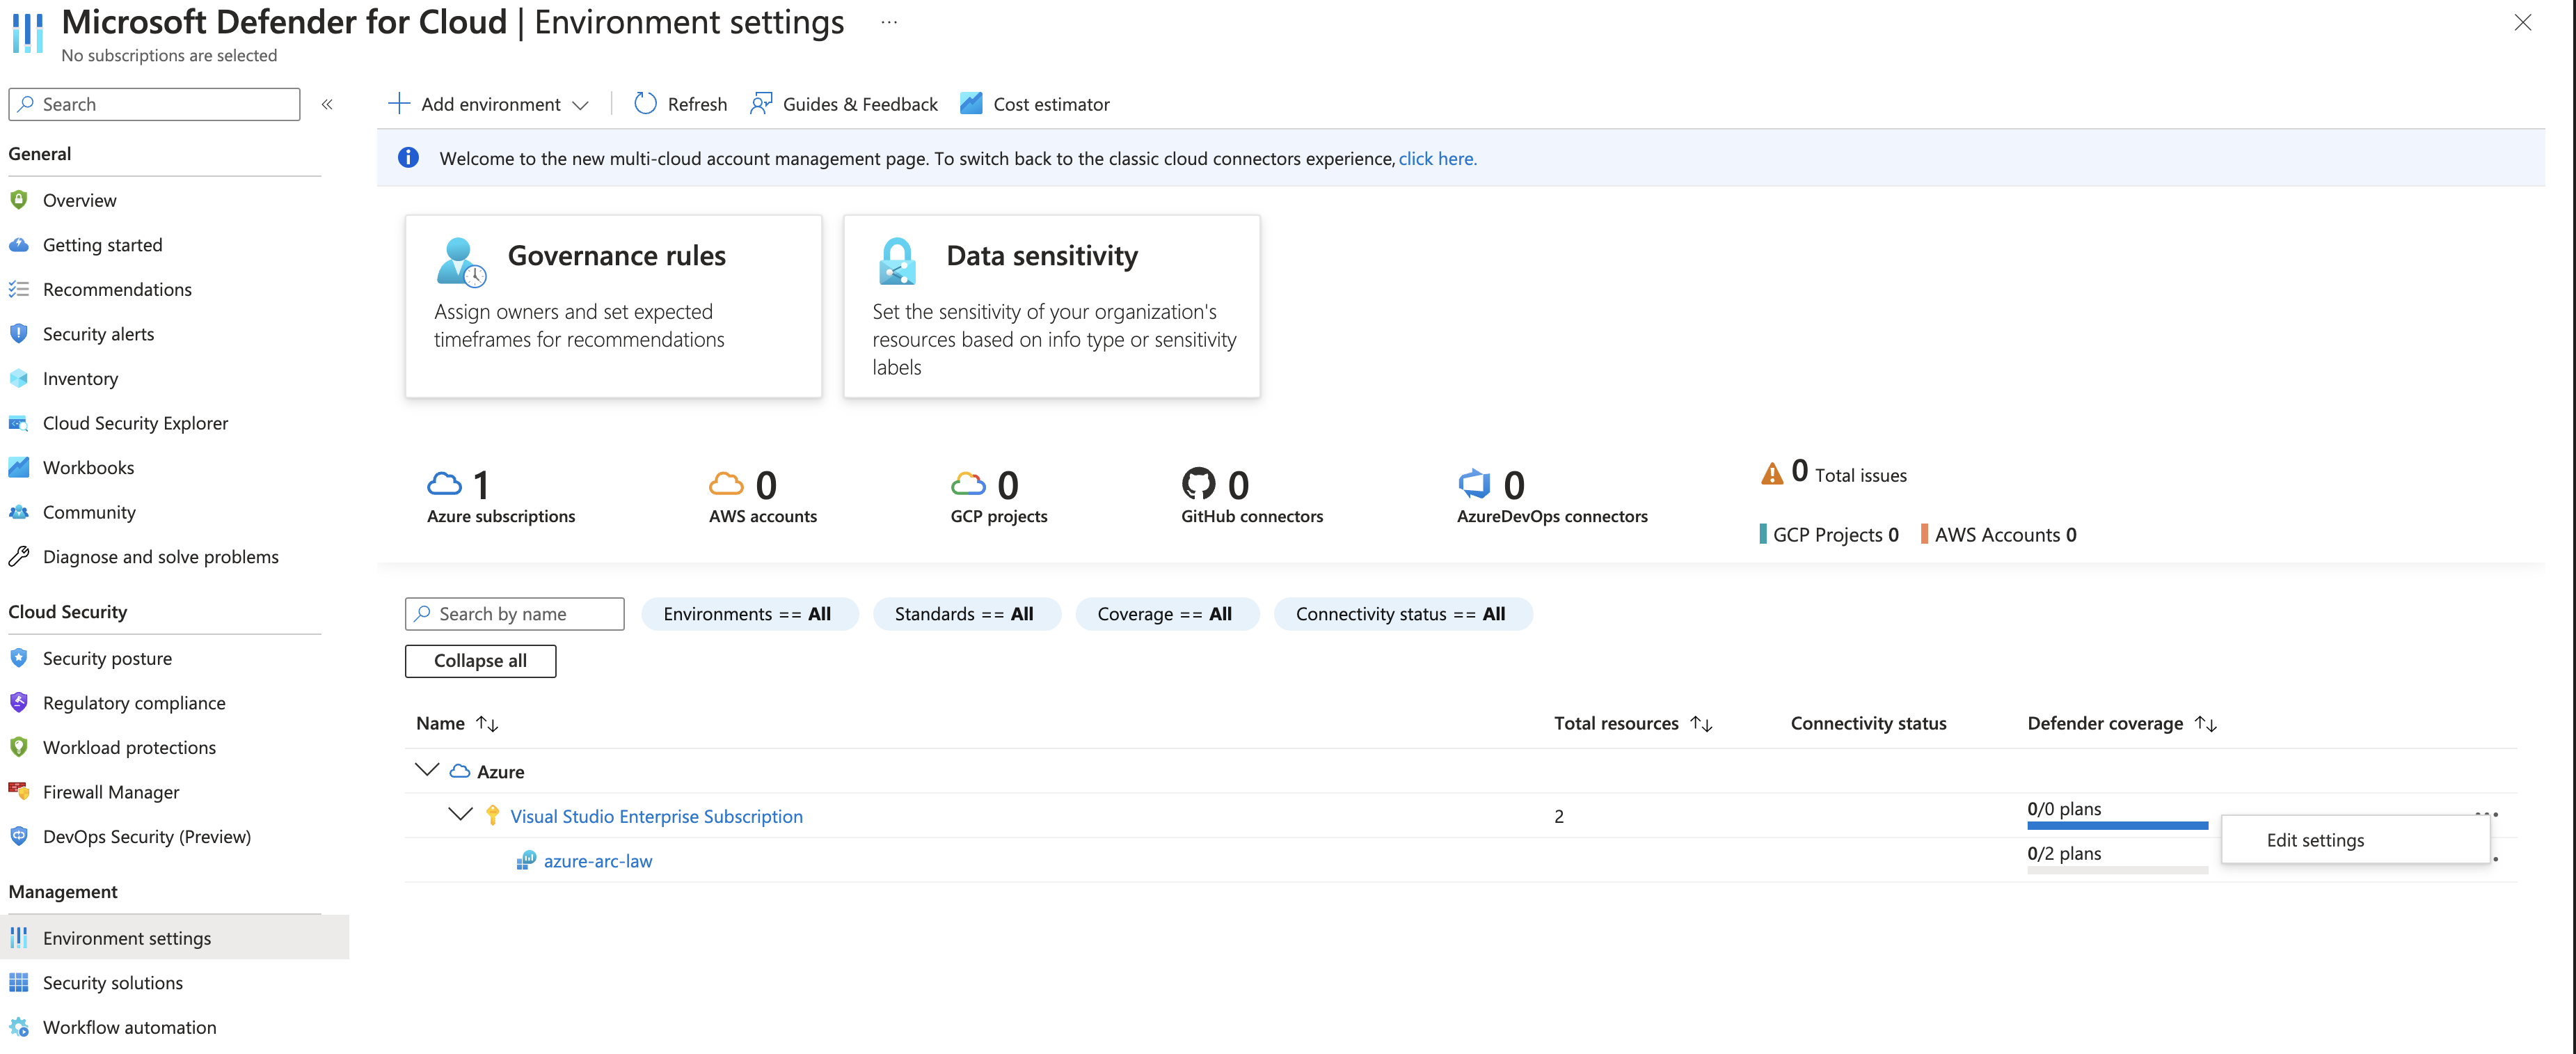 Microsoft Defender for Cloud | Environment settings ...
No subscriptions are selected
Search «
General
Overview
Getting started
Recommendations
Security alerts
Inventory
Cloud Security Explorer
Workbooks
Community
Diagnose and solve problems
Cloud Security
Security posture
Regulatory compliance
Workload protections
Firewall Manager
DevOps Security (Preview)
Management
Environment settings
Security solutions
Workflow automation
Add environment Refresh Guides & Feedback Cost estimator
Welcome to the new multi-cloud account management page. To switch back to the classic cloud connectors experience, click here.
Governance rules
Assign owners and set expected
timeframes for recommendations
Data sensitivity
Set the sensitivity of your organization's
resources based on info type or sensitivity
labels
1
Azure subscriptions
0
AWS accounts
0
GCP projects
0
GitHub connectors
0
AzureDevOps connectors
0 Total issues
GCP Projects 0 AWS Accounts 0
Search by name Environments == All Standards == All Coverage == All Connectivity status == All
Collapse all
Name Total resources Connectivity status Defender coverage
Azure
Visual Studio Enterprise Subscription 2 0/0 plans
Edit settings
azure-arc-law 0/2 plans